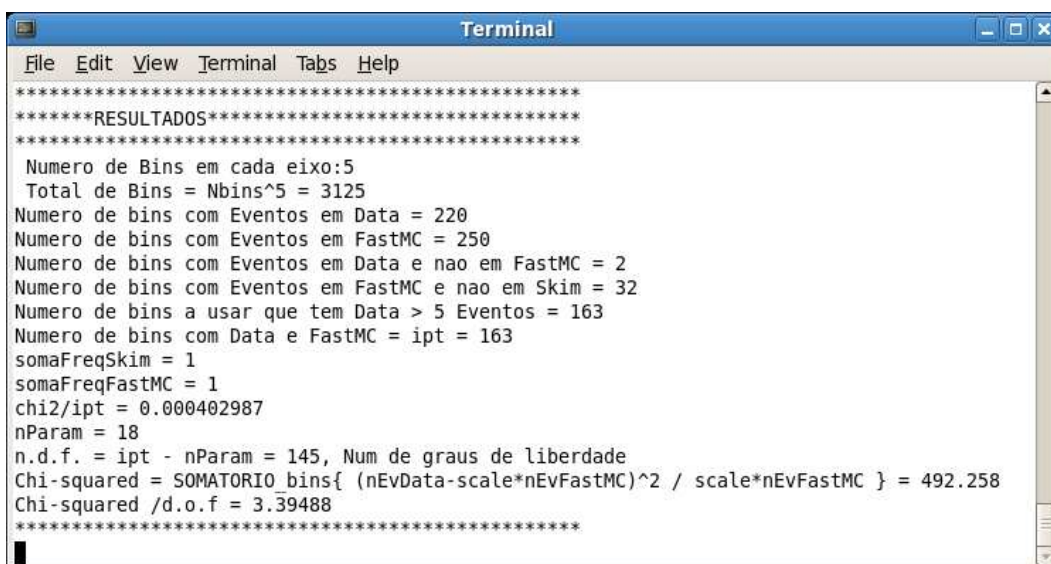 Terminal
File Edit View Terminal Tabs Help
**************************************************
*******RESULTADOS*********************************
**************************************************
Numero de Bins em cada eixo:5
Total de Bins = Nbins^5 = 3125
Numero de bins com Eventos em Data = 220
Numero de bins com Eventos em FastMC = 250
Numero de bins com Eventos em Data e nao em FastMC = 2
Numero de bins com Eventos em FastMC e nao em Skim = 32
Numero de bins a usar que tem Data > 5 Eventos = 163
Numero de bins com Data e FastMC = ipt = 163
somaFreqSkim = 1
somaFreqFastMC = 1
chi2/ipt = 0.000402987
nParam = 18
n.d.f. = ipt - nParam = 145, Num de graus de liberdade
Chi-squared = SOMATORIO_bins{ (nEvData-scale*nEvFastMC)^2 / scale*nEvFastMC } = 492.258
Chi-squared /d.o.f = 3.39488
**************************************************